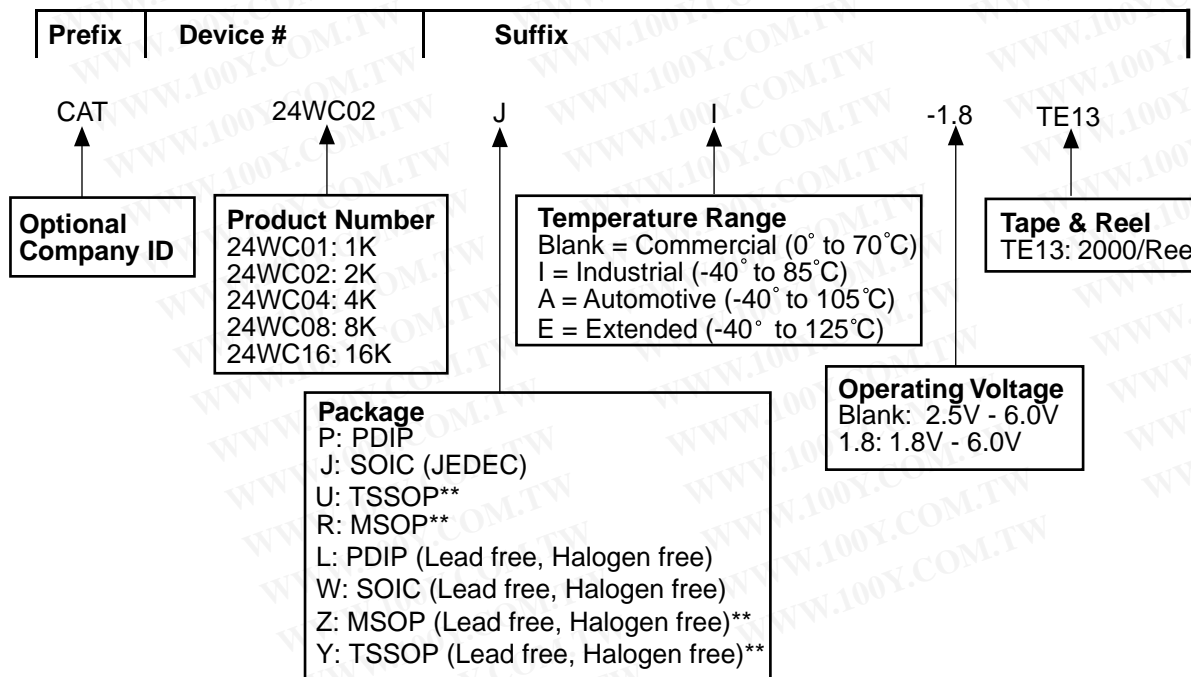 Prefix Device # Suffix
CAT 24WC02 J I -1.8 TE13
Optional
Company ID
Product Number
24WC01: 1K
24WC02: 2K
24WC04: 4K
24WC08: 8K
24WC16: 16K
Temperature Range
Blank = Commercial (0˚ to 70˚C)
I = Industrial (-40˚ to 85˚C)
A = Automotive (-40˚ to 105˚C)
E = Extended (-40˚ to 125˚C)
Tape & Reel
TE13: 2000/Ree
Operating Voltage
Blank: 2.5V - 6.0V
1.8: 1.8V - 6.0V
Package
P: PDIP
J: SOIC (JEDEC)
U: TSSOP**
R: MSOP**
L: PDIP (Lead free, Halogen free)
W: SOIC (Lead free, Halogen free)
Z: MSOP (Lead free, Halogen free)**
Y: TSSOP (Lead free, Halogen free)**
WWW.100Y.COM.TW